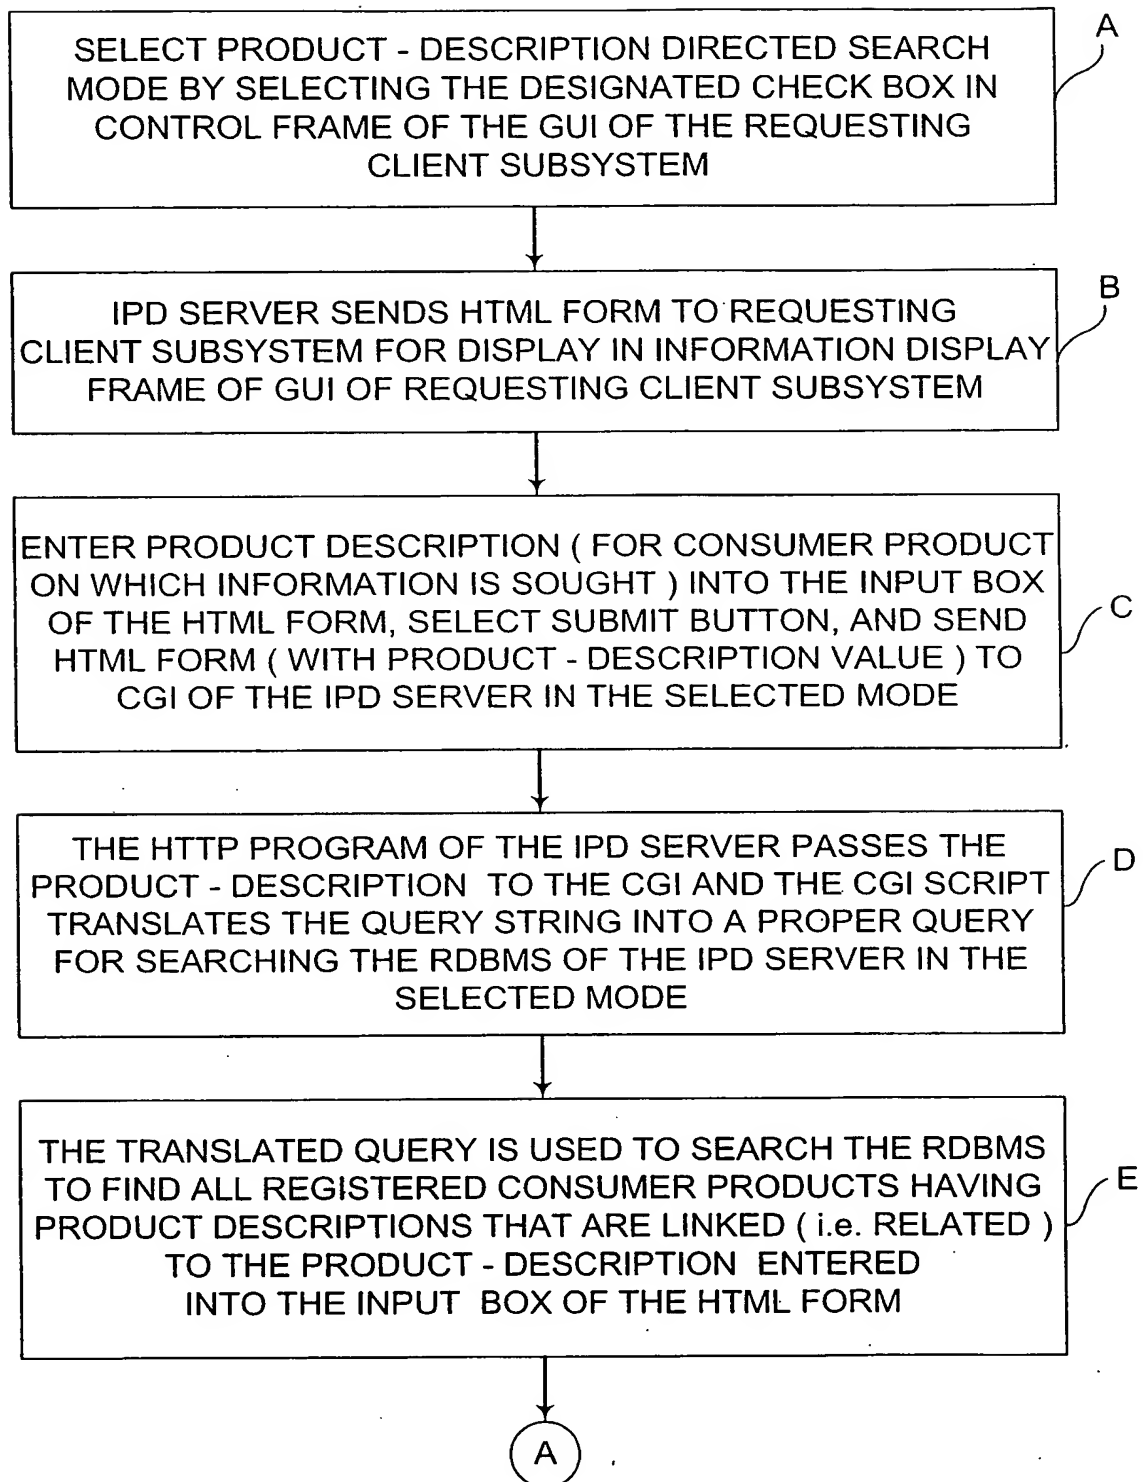 SELECT PRODUCT - DESCRIPTION DIRECTED SEARCH
MODE BY SELECTING THE DESIGNATED CHECK BOX IN
CONTROL FRAME OF THE GUI OF THE REQUESTING
CLIENT SUBSYSTEM
A
IPD SERVER SENDS HTML FORM TO REQUESTING
CLIENT SUBSYSTEM FOR DISPLAY IN INFORMATION DISPLAY
FRAME OF GUI OF REQUESTING CLIENT SUBSYSTEM
B
ENTER PRODUCT DESCRIPTION ( FOR CONSUMER PRODUCT
ON WHICH INFORMATION IS SOUGHT ) INTO THE INPUT BOX
OF THE HTML FORM, SELECT SUBMIT BUTTON, AND SEND
HTML FORM ( WITH PRODUCT - DESCRIPTION VALUE ) TO
CGI OF THE IPD SERVER IN THE SELECTED MODE
C
THE HTTP PROGRAM OF THE IPD SERVER PASSES THE
PRODUCT - DESCRIPTION TO THE CGI AND THE CGI SCRIPT
TRANSLATES THE QUERY STRING INTO A PROPER QUERY
FOR SEARCHING THE RDBMS OF THE IPD SERVER IN THE
SELECTED MODE
D
THE TRANSLATED QUERY IS USED TO SEARCH THE RDBMS
TO FIND ALL REGISTERED CONSUMER PRODUCTS HAVING
PRODUCT DESCRIPTIONS THAT ARE LINKED ( i.e. RELATED )
TO THE PRODUCT - DESCRIPTION ENTERED
INTO THE INPUT BOX OF THE HTML FORM
E
A